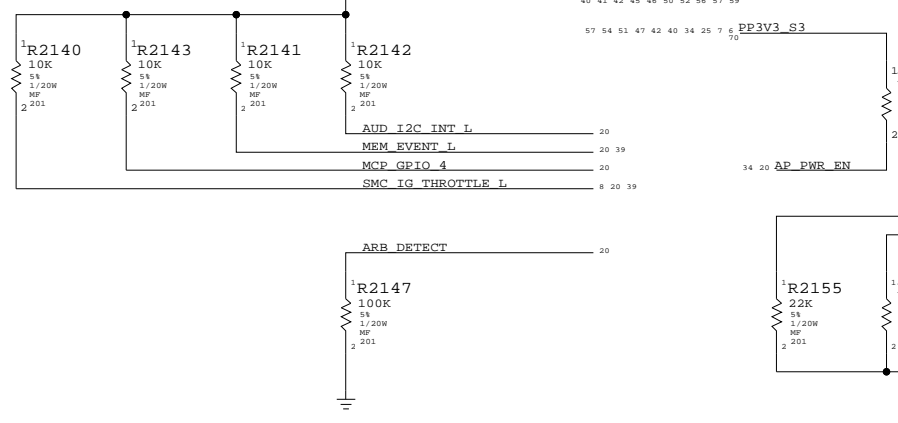 40 41 42 45 46 50 52 56 57 59
57 54 51 47 42 40 34 25 7 6 PP3V3_S3
70
1 R2140 1 R2143 1 R2141 1 R2142
10K 10K 10K 10K
5% 5% 5% 5%
1/20W 1/20W 1/20W 1/20W
MF MF MF MF
2 201 2 201 2 201 2 201
1
2
AUD_I2C_INT_L 20
MEM_EVENT_L 20 39
MCP_GPIO_4 20
34 20 AP_PWR_EN
SMC_IG_THROTTLE_L 8 20 39
ARB_DETECT 20
1 R2147
100K
5%
1/20W
MF
2 201
1 R2155
22K
5%
1/20W
MF
2 201
1
2